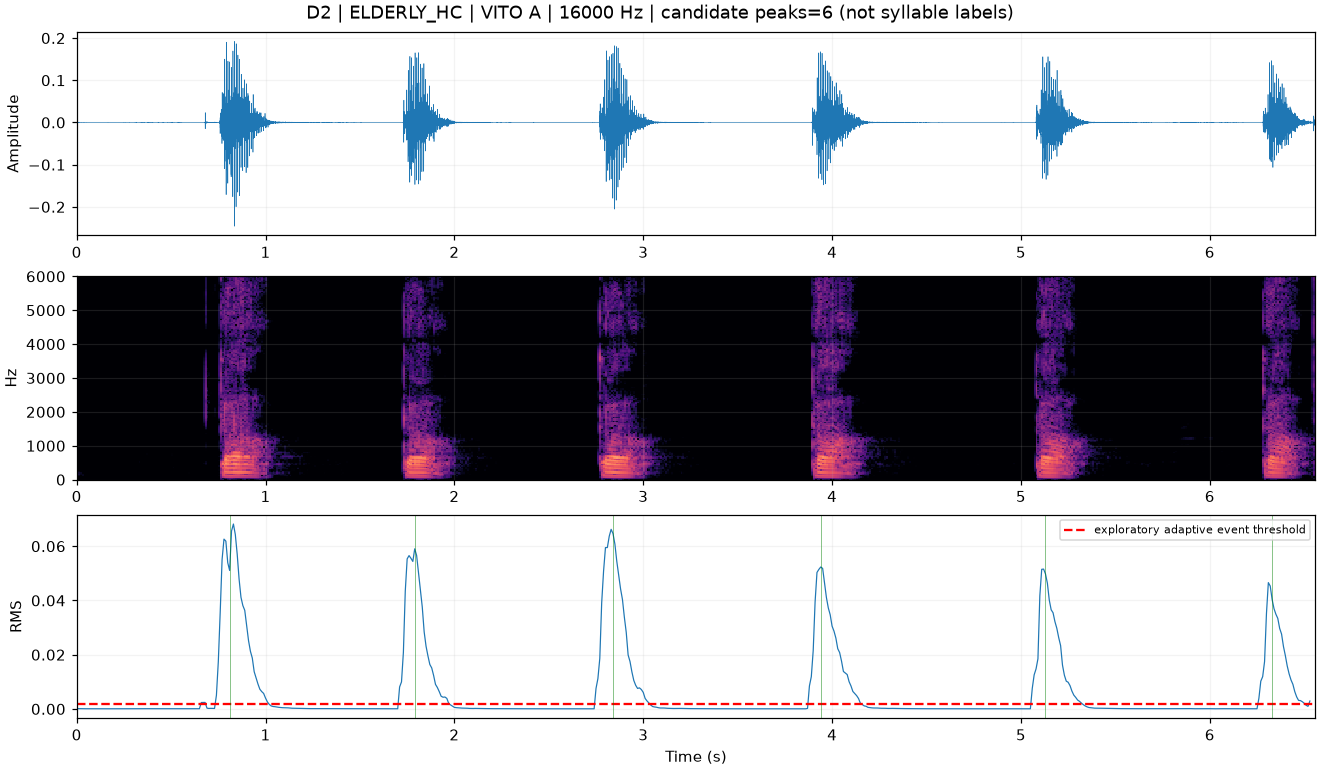 D2 | ELDERLY_HC | VITO A | 16000 Hz | candidate peaks=6 (not syllable labels)
0.2
0.1
0.0
−0.1
−0.2
Amplitude
0 1 2 3 4 5 6
6000
5000
4000
3000
2000
1000
0
Hz
0 1 2 3 4 5 6
exploratory adaptive event threshold
0.06
0.04
0.02
0.00
RMS
0 1 2 3 4 5 6
Time (s)